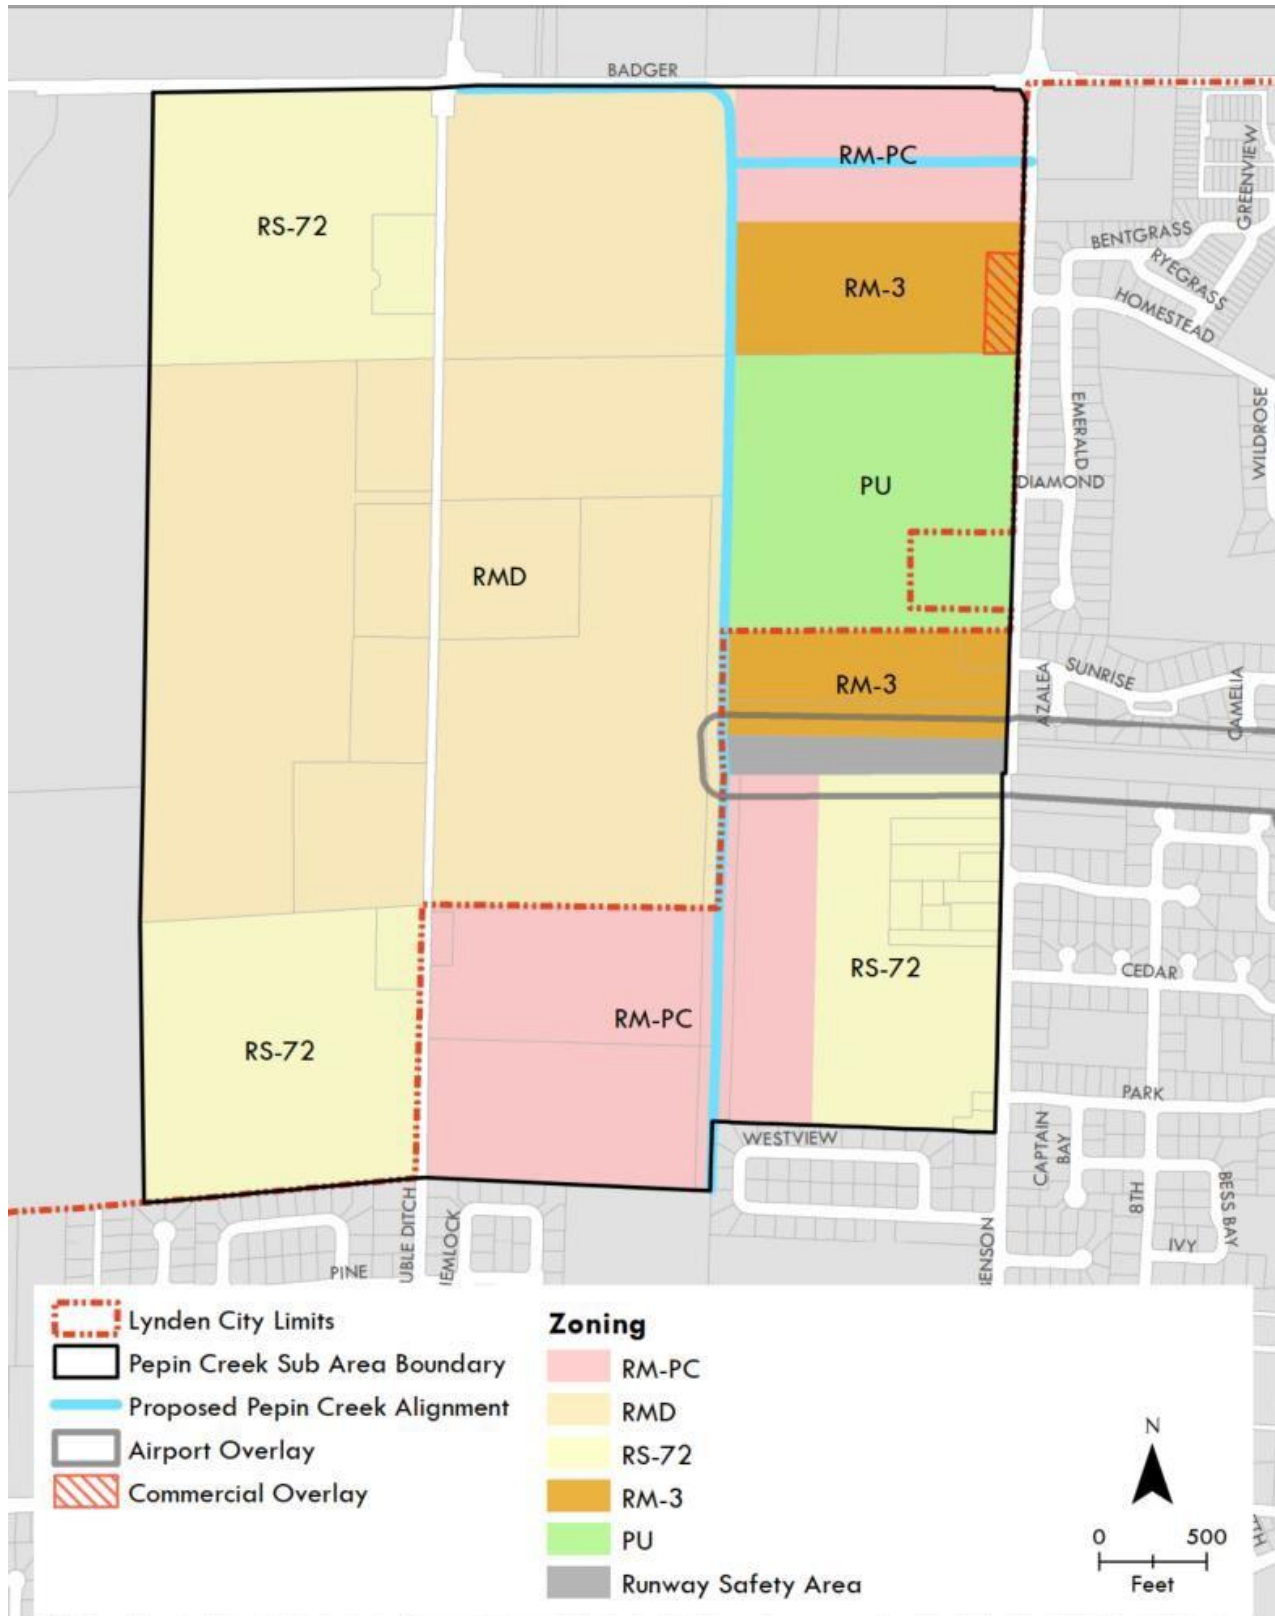 BADGER
RM-PC
GREENVIEW
RS-72
BENTGRASS
RYEGRASS
RM-3
HOMESTEAD
EMERALD
WILDROSE
PU
DIAMOND
RMD
RM-3
AZALEA
SUNRISE
CAMELIA
RS-72
CEDAR
RM-PC
RS-72
PARK
WESTVIEW
CAPTAIN
BAY
8TH
BESS BAY
UBLE DITCH
HEMLOCK
BENSON
IVY
PINE
Lynden City Limits
Pepin Creek Sub Area Boundary
Proposed Pepin Creek Alignment
Airport Overlay
Commercial Overlay
Zoning
RM-PC
RMD
RS-72
RM-3
PU
Runway Safety Area
N
0 500
Feet